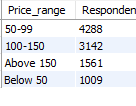 Price_range Responden
50-99 4288
100-150 3142
Above 150 1561
Below 50 1009